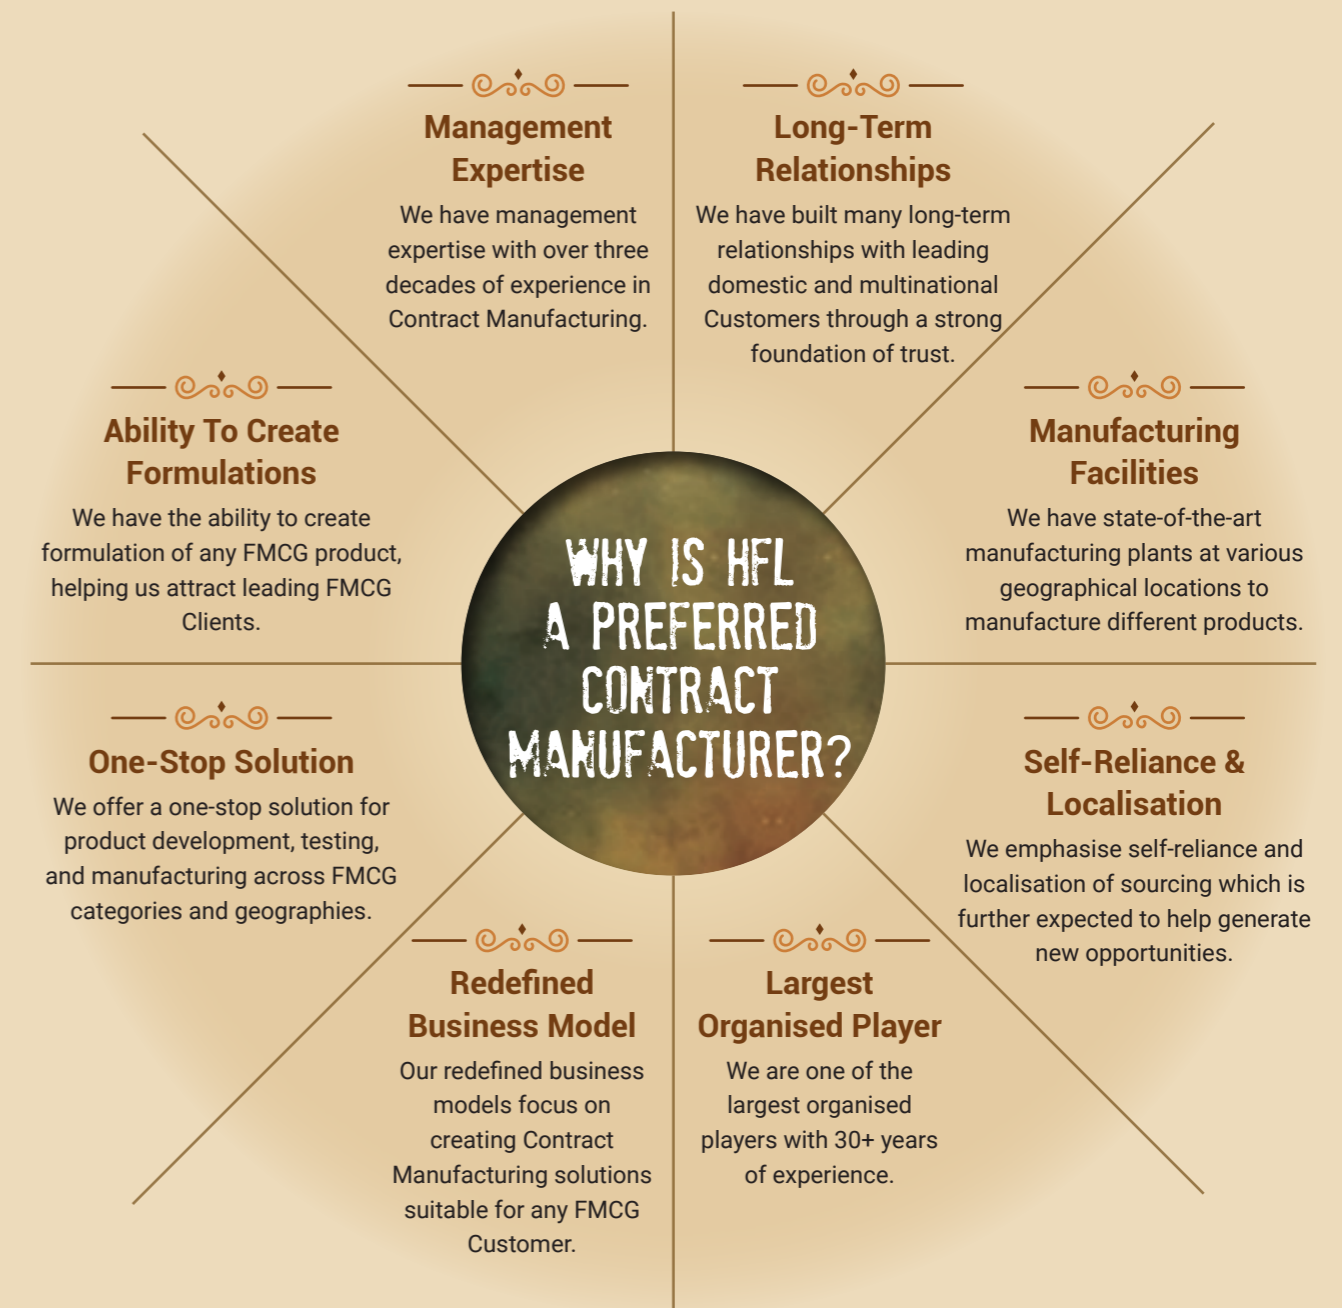 Management
Expertise
We have management
expertise with over three
decades of experience in
Contract Manufacturing.
Long-Term
Relationships
We have built many long-term
relationships with leading
domestic and multinational
Customers through a strong
foundation of trust.
Ability To Create
Formulations
We have the ability to create
formulation of any FMCG product,
helping us attract leading FMCG
Clients.
Manufacturing
Facilities
We have state-of-the-art
manufacturing plants at various
geographical locations to
manufacture different products.
WHY IS HFL
A PREFERRED
CONTRACT
MANUFACTURER?
One-Stop Solution
We offer a one-stop solution for
product development, testing,
and manufacturing across FMCG
categories and geographies.
Self-Reliance &
Localisation
We emphasise self-reliance and
localisation of sourcing which is
further expected to help generate
new opportunities.
Redefined
Business Model
Our redefined business
models focus on
creating Contract
Manufacturing solutions
suitable for any FMCG
Customer.
Largest
Organised Player
We are one of the
largest organised
players with 30+ years
of experience.